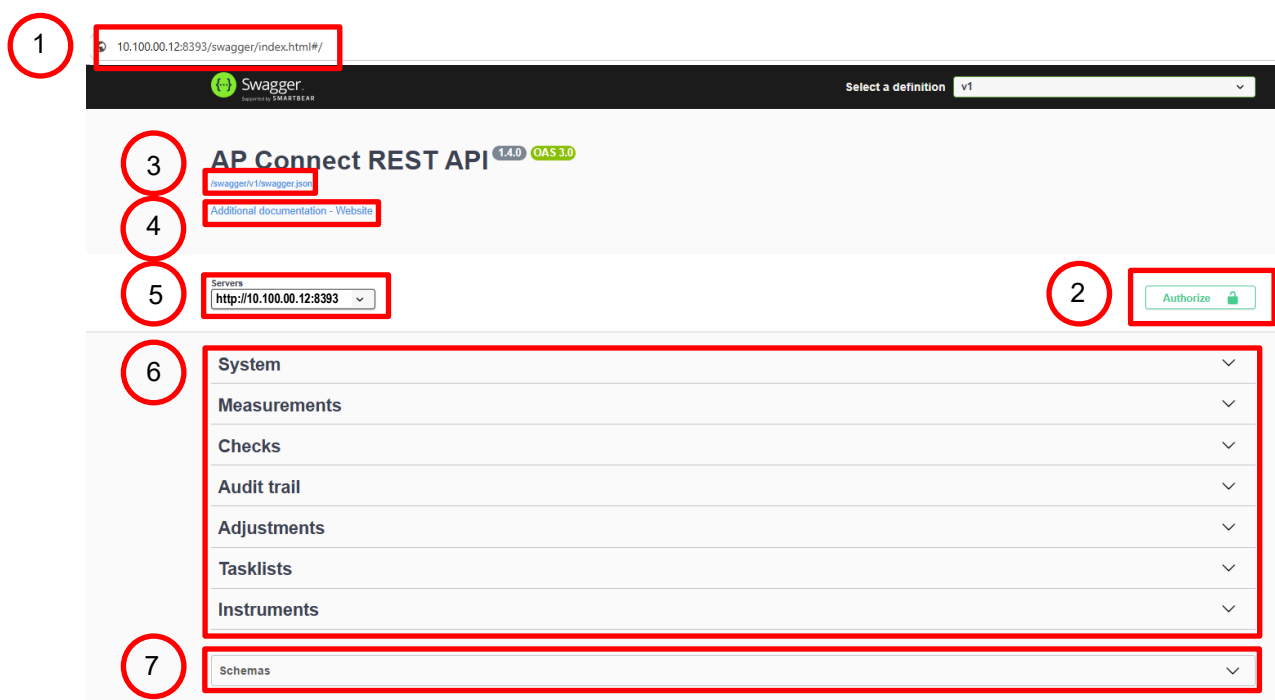 1
10.100.00.12:8393/swagger/index.html#/
Swagger.
Supported by SMARTBEAR
Select a definition v1
3
AP Connect REST API 1.4.0 OAS 3.0
/swagger/v1/swagger.json
4
Additional documentation - Website
5
Servers
http://10.100.00.12:8393
2
Authorize
6
System
Measurements
Checks
Audit trail
Adjustments
Tasklists
Instruments
7
Schemas